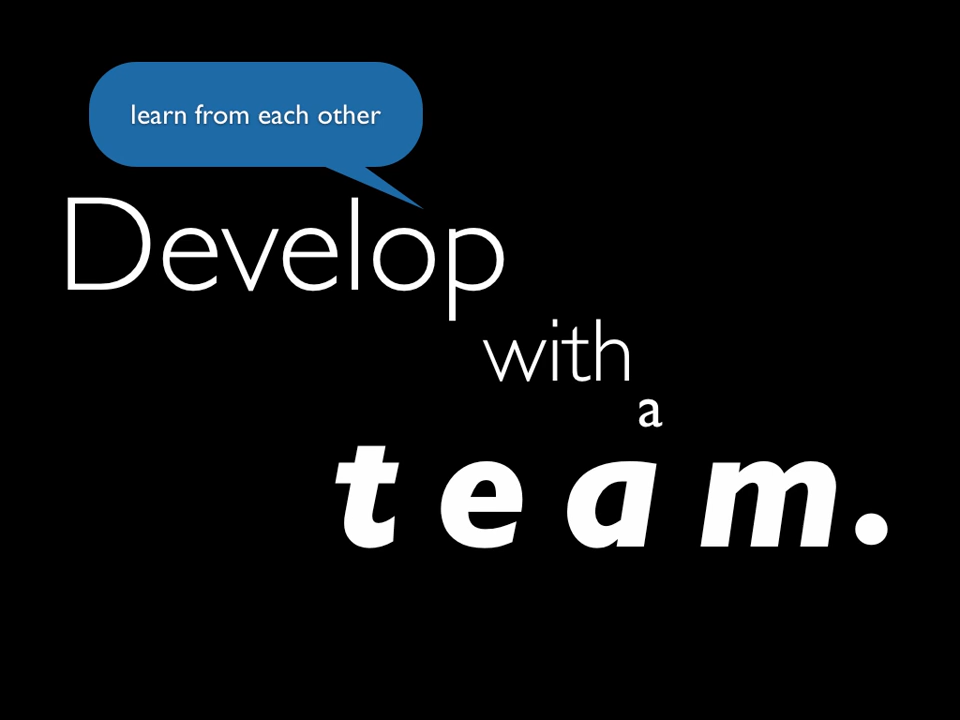 learn from each other
Develop
with
a
team.